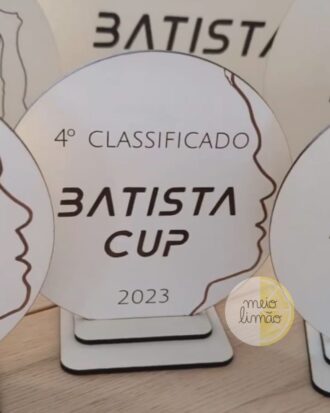 BATISTA
4º CLASSIFICADO
BATISTA
CUP
2023
meio
limão